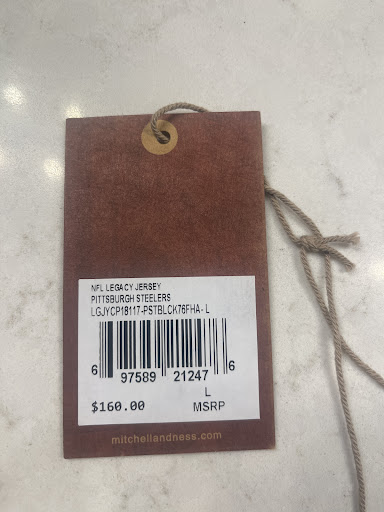 NFL LEGACY JERSEY
PITTSBURGH STEELERS
LGJYCP18117-PSTBLCK76FHA- L
6 97589 21247 6
L
$160.00 MSRP
mitchellandness.com